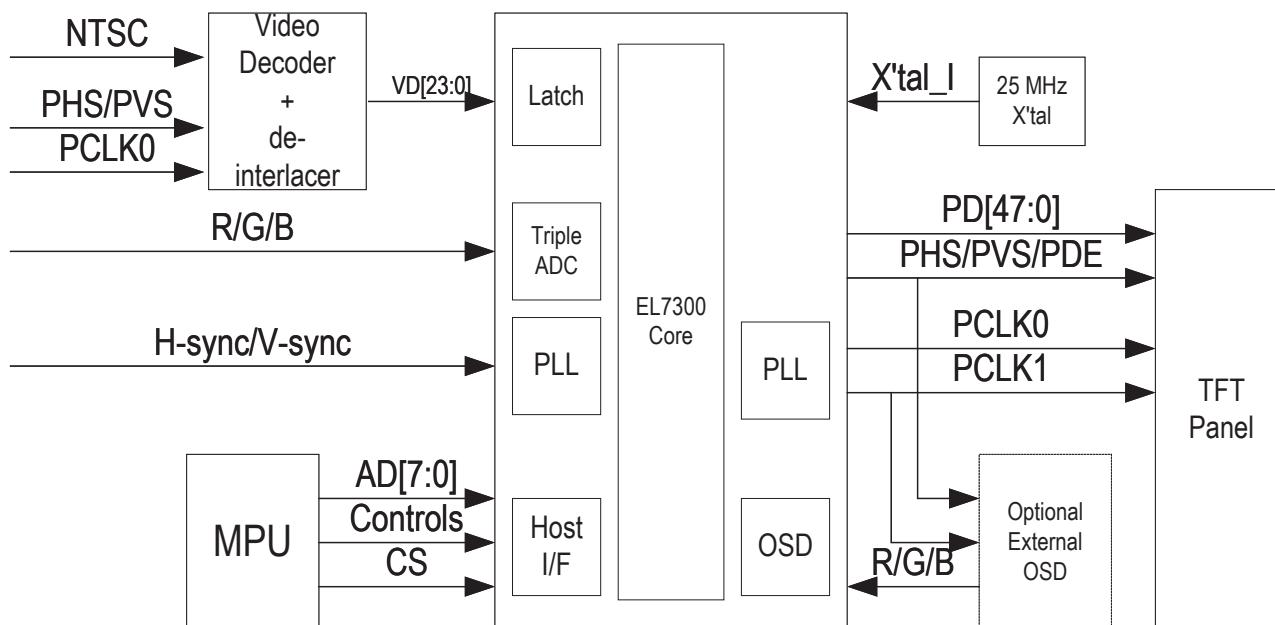 NTSC
PHS/PVS
PCLK0
Video
Decoder
+
de-
interlacer
VD[23:0]
R/G/B
H-sync/V-sync
MPU
AD[7:0]
Controls
CS
Latch
Triple
ADC
PLL
Host
I/F
EL7300
Core
PLL
OSD
X'tal_I
25 MHz
X'tal
PD[47:0]
PHS/PVS/PDE
PCLK0
PCLK1
R/G/B
Optional
External
OSD
TFT
Panel